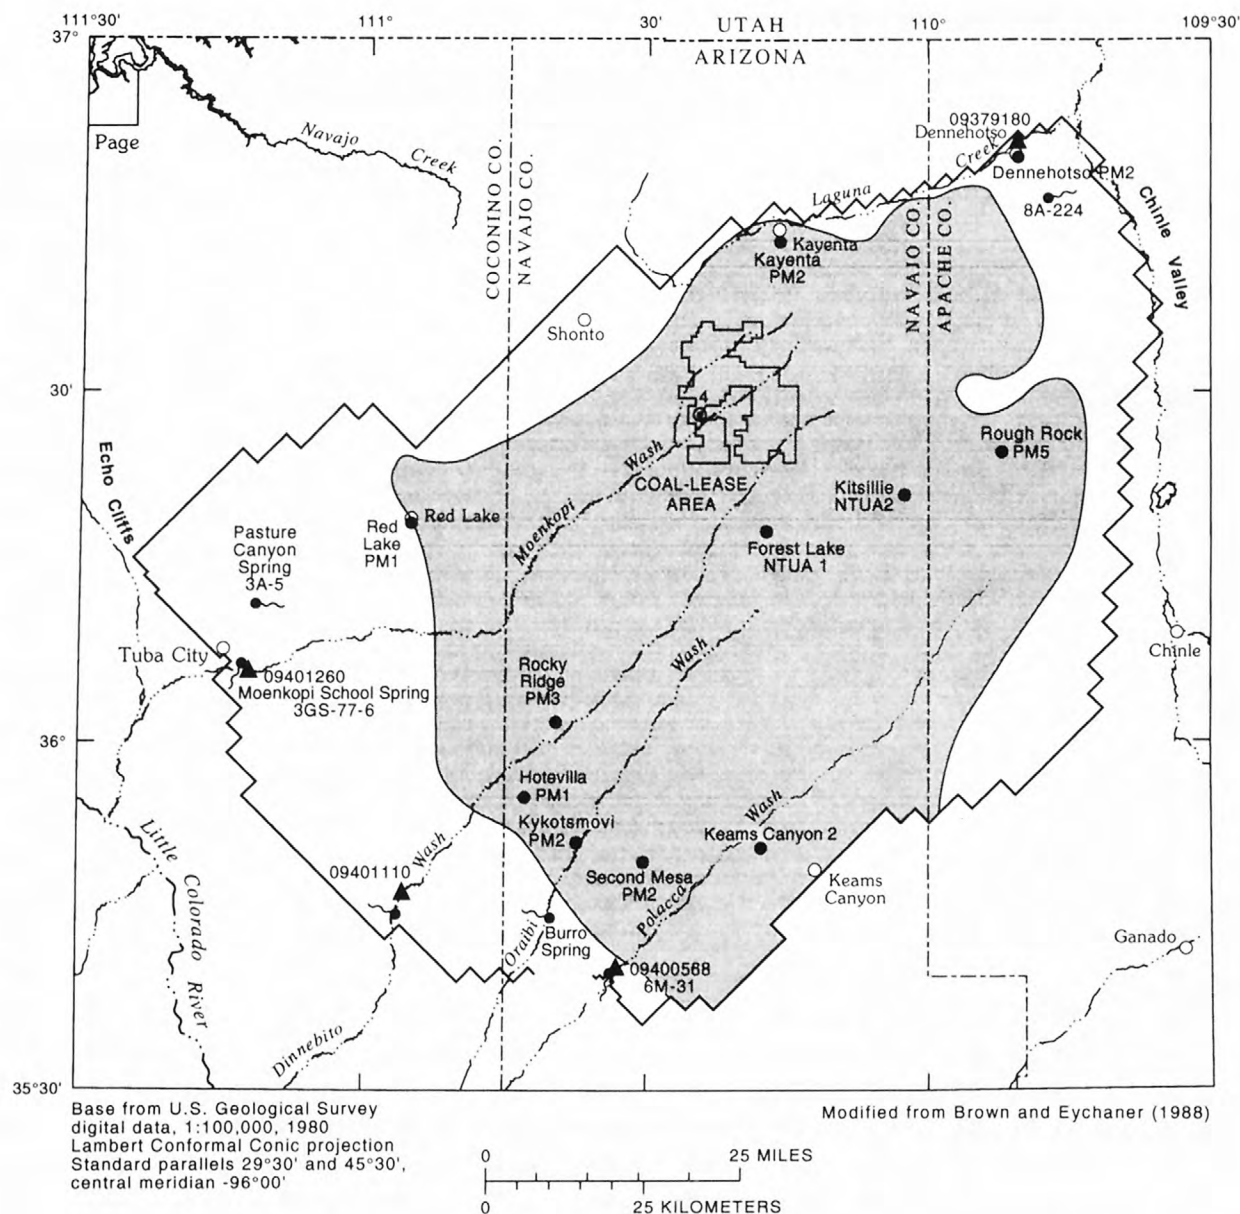 111°30'
111°
30'
UTAH
110°
109°30'
37°
ARIZONA
Page
Navajo
Creek
COCONINO CO.
NAVAJO CO.
09379180
Dennehotso
Creek
Dennehotso PM2
8A-224
Laguna
Chinle
Valley
NAVAJO CO.
APACHE CO.
Kayenta
Kayenta
PM2
Shonto
30'
4
Echo Cliffs
Wash
COAL-LEASE
AREA
Rough Rock
PM5
Kitsillie
NTUA2
Red Lake
Red
Lake
PM1
Moenkopi
Forest Lake
NTUA 1
Pasture
Canyon
Spring
3A-5
Tuba City
Chinle
09401260
Moenkopi School Spring
3GS-77-6
Rocky
Ridge
PM3
Wash
36°
Hotevilla
PM1
Kykotsmovi
PM2
Wash
Keams Canyon 2
Little
Colorado
River
09401110
Wash
Second Mesa
PM2
Polacca
Keams
Canyon
Oraibi
Burro
Spring
Ganado
09400568
6M-31
Dinnebito
35°30'
Base from U.S. Geological Survey
digital data, 1:100,000, 1980
Lambert Conformal Conic projection
Standard parallels 29°30' and 45°30',
central meridian -96°00'
Modified from Brown and Eychaner (1988)
0 25 MILES
0 25 KILOMETERS